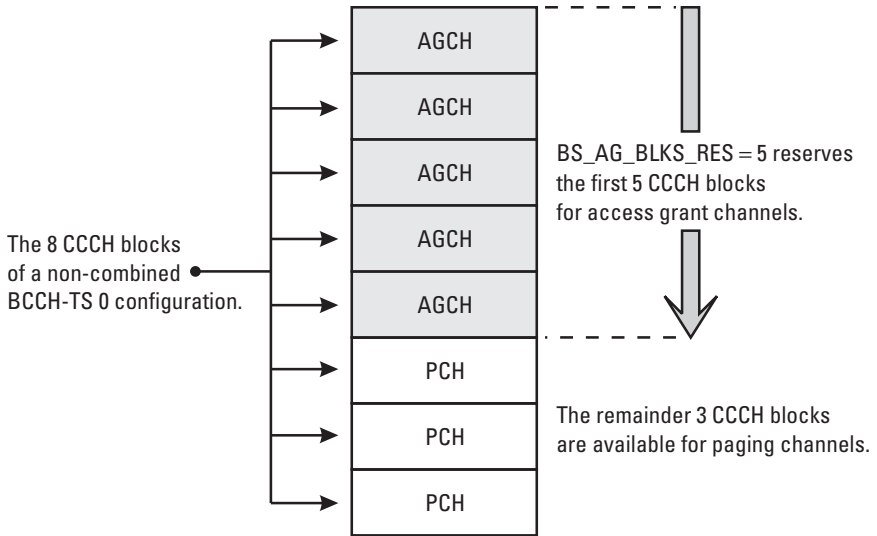 AGCH
AGCH
AGCH
AGCH
AGCH
PCH
PCH
PCH
The 8 CCCH blocks
of a non-combined
BCCH-TS 0 configuration.
BS_AG_BLKS_RES = 5 reserves
the first 5 CCCH blocks
for access grant channels.
The remainder 3 CCCH blocks
are available for paging channels.